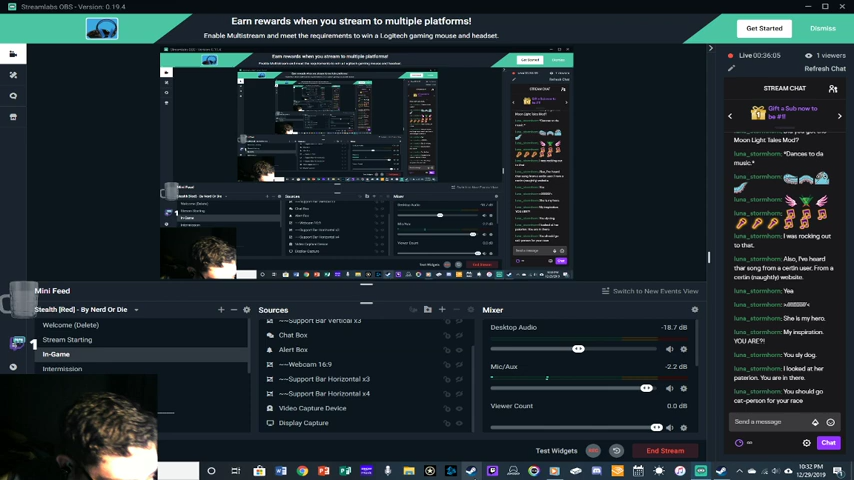 Streamlabs OBS - Version: 0.19.4
Earn rewards when you stream to multiple platforms!
Enable Multistream and meet the requirements to win a Logitech gaming mouse and headset.
Get Started
Dismiss
Live 00:36:05
1 viewers
Refresh Chat
STREAM CHAT
Gift a Sub now to
be #1!
Moon Light Tales Mod?
luna_stormhorn: *Dances to da
music.*
luna_stormhorn:
luna_stormhorn:
luna_stormhorn: I was rocking out
to that.
luna_stormhorn: Also, I've heard
thar song from a certin user. From a
certin (naughterly) website.
luna_stormhorn: Yea
luna_stormhorn:
luna_stormhorn: She is my hero.
luna_stormhorn: My inspiration.
YOU ARE?!
luna_stormhorn: You sly dog.
luna_stormhorn: I looked at her
paterion. You are in there.
luna_stormhorn: You should go
cat-person for your race
Send a message
Chat
Mini Feed
Switch to New Events View
Stealth [Red] - By Nerd Or Die
Welcome (Delete)
Stream Starting
In-Game
Intermission
Sources
~~Support Bar Vertical x3
Chat Box
Alert Box
~~Webcam 16:9
~~Support Bar Horizontal x3
~~Support Bar Horizontal x4
Video Capture Device
Display Capture
Mixer
Desktop Audio
-18.7 dB
Mic/Aux
-2.2 dB
Viewer Count
0.0 dB
Test Widgets
End Stream
1
10:32 PM
12/29/2019